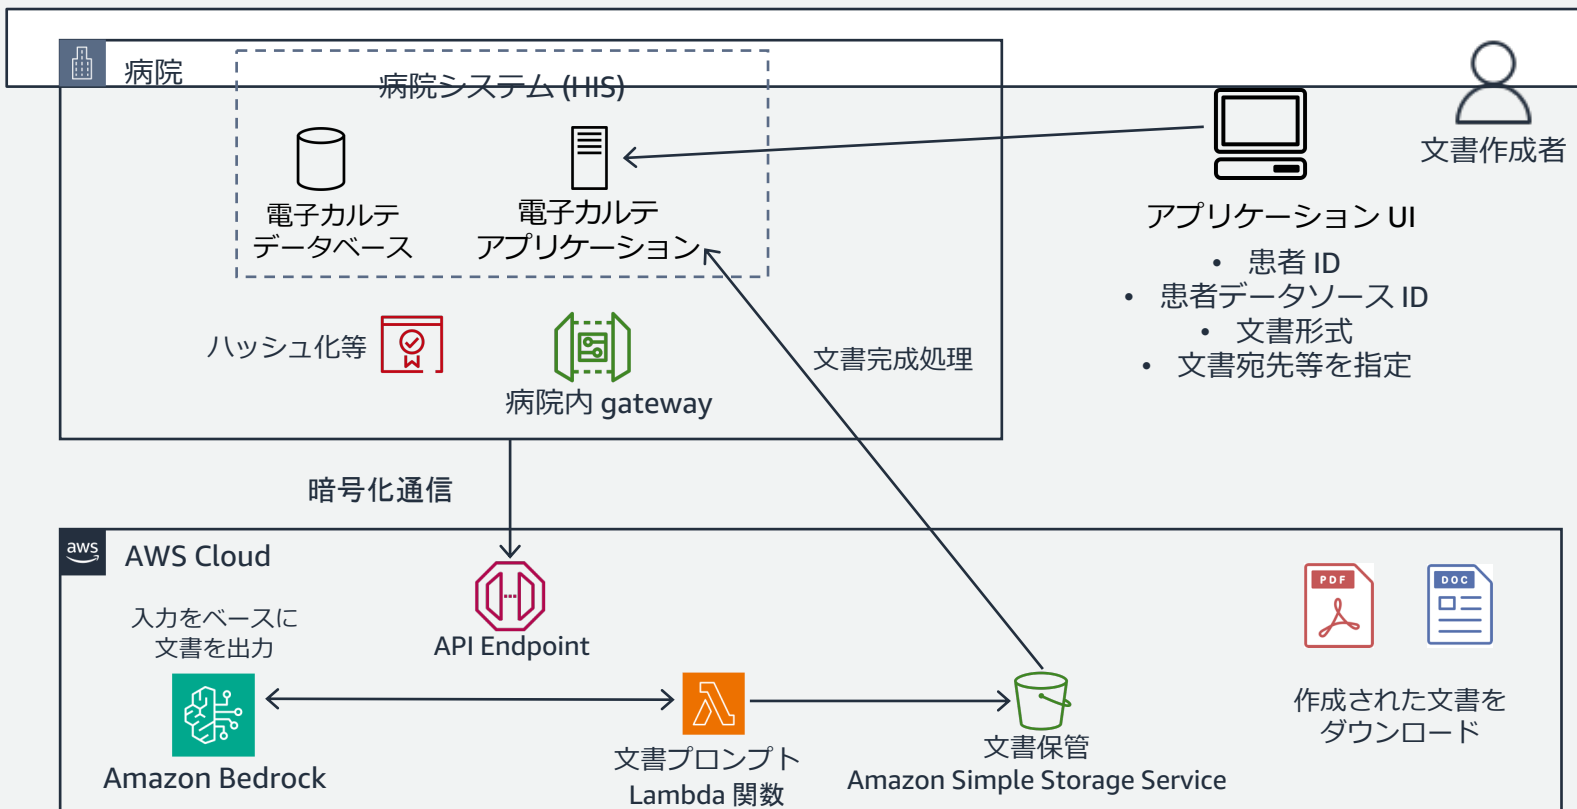 病院
病院システム (HIS)
文書作成者
電子カルテ
データベース
電子カルテ
アプリケーション
アプリケーション UI
• 患者 ID
• 患者データソース ID
• 文書形式
• 文書宛先等を指定
ハッシュ化等
病院内 gateway
文書完成処理
暗号化通信
aws
AWS Cloud
入力をベースに
文書を出力
API Endpoint
PDF
DOC
Amazon Bedrock
文書プロンプト
Lambda 関数
文書保管
Amazon Simple Storage Service
作成された文書を
ダウンロード